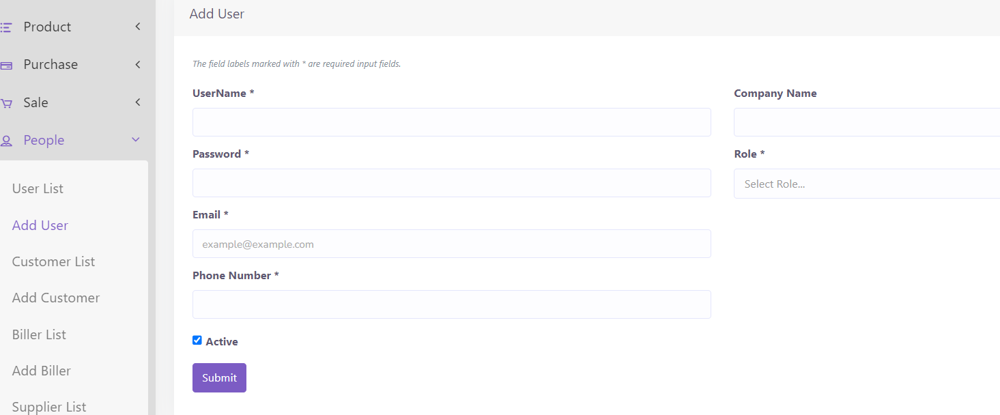 Product
Purchase
Sale
People
User List
Add User
Customer List
Add Customer
Biller List
Add Biller
Supplier List
Add User
The field labels marked with * are required input fields.
UserName *
Company Name
Password *
Role *
Select Role...
Email *
example@example.com
Phone Number *
Active
Submit